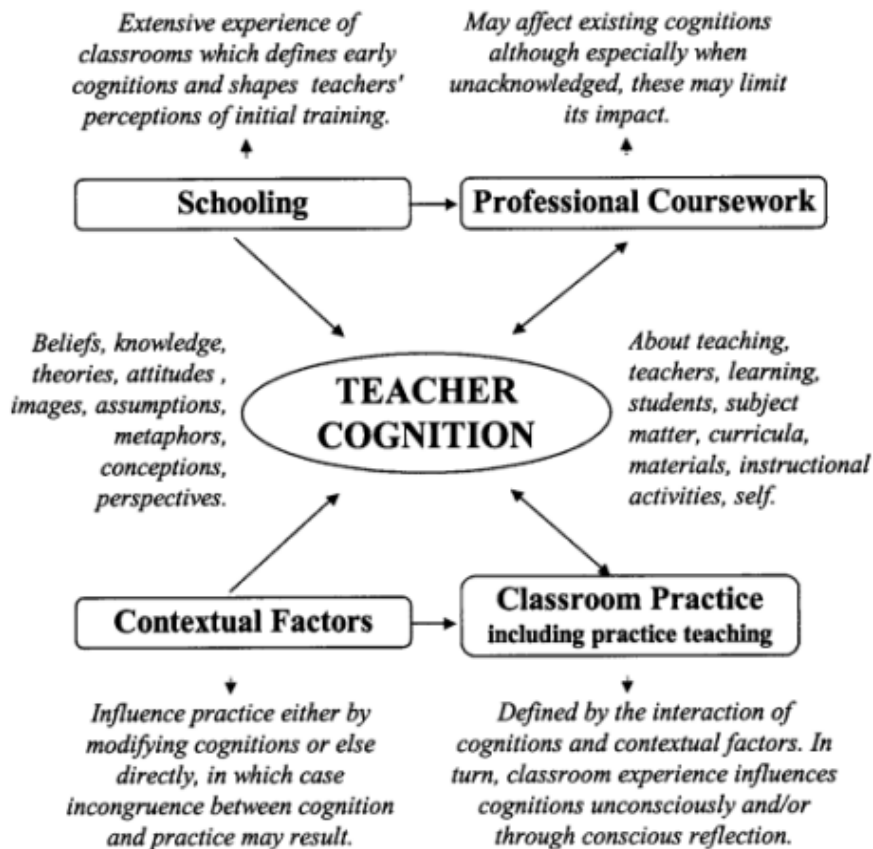 Extensive experience of
classrooms which defines early
cognitions and shapes teachers'
perceptions of initial training.
May affect existing cognitions
although especially when
unacknowledged, these may limit
its impact.
Schooling
Professional Coursework
Beliefs, knowledge,
theories, attitudes ,
images, assumptions,
metaphors,
conceptions,
perspectives.
TEACHER
COGNITION
About teaching,
teachers, learning,
students, subject
matter, curricula,
materials, instructional
activities, self.
Contextual Factors
Classroom Practice
including practice teaching
Influence practice either by
modifying cognitions or else
directly, in which case
incongruence between cognition
and practice may result.
Defined by the interaction of
cognitions and contextual factors. In
turn, classroom experience influences
cognitions unconsciously and/or
through conscious reflection.